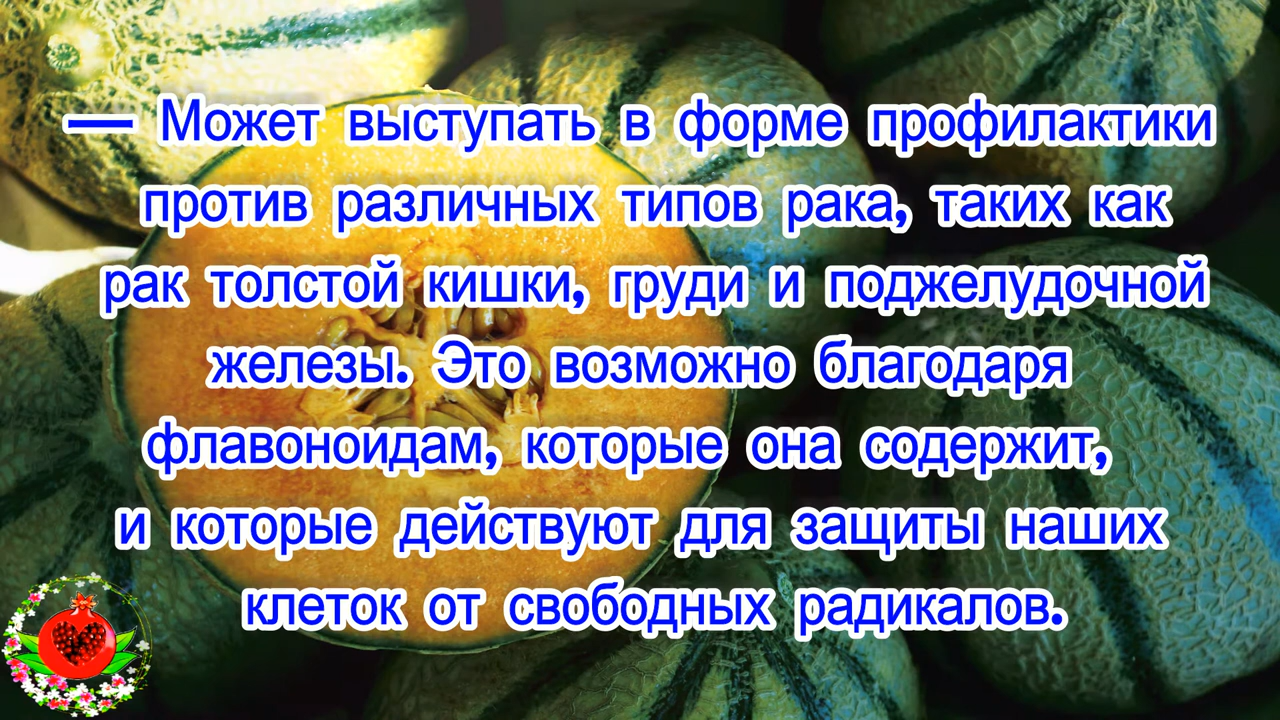 — Может выступать в форме профилактики
против различных типов рака, таких как
рак толстой кишки, груди и поджелудочной
железы. Это возможно благодаря
флавоноидам, которые она содержит,
и которые действуют для защиты наших
клеток от свободных радикалов.